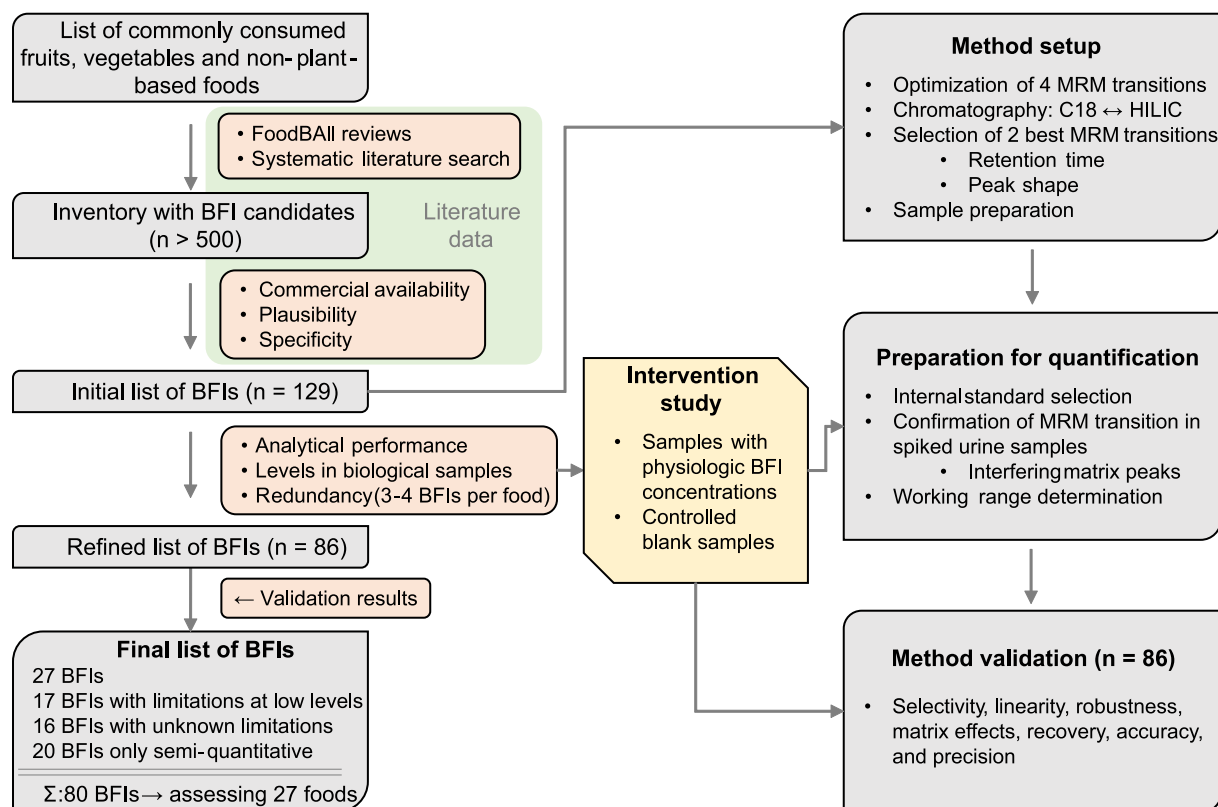 List of commonly consumed
fruits, vegetables and non-plant-
based foods
• FoodBAll reviews
• Systematic literature search
Literature
data
Inventory with BFI candidates
(n > 500)
• Commercial availability
• Plausibility
• Specificity
Initial list of BFIs (n = 129)
• Analytical performance
• Levels in biological samples
• Redundancy (3-4 BFIs per food)
Refined list of BFIs (n = 86)
← Validation results
Final list of BFIs
27 BFIs
17 BFIs with limitations at low levels
16 BFIs with unknown limitations
20 BFIs only semi-quantitative
Σ:80 BFIs → assessing 27 foods
Intervention
study
• Samples with
physiologic BFI
concentrations
• Controlled
blank samples
Method setup
• Optimization of 4 MRM transitions
• Chromatography: C18 ↔ HILIC
• Selection of 2 best MRM transitions
• Retention time
• Peak shape
• Sample preparation
Preparation for quantification
• Internal standard selection
• Confirmation of MRM transition in
spiked urine samples
• Interfering matrix peaks
• Working range determination
Method validation (n = 86)
• Selectivity, linearity, robustness,
matrix effects, recovery, accuracy,
and precision